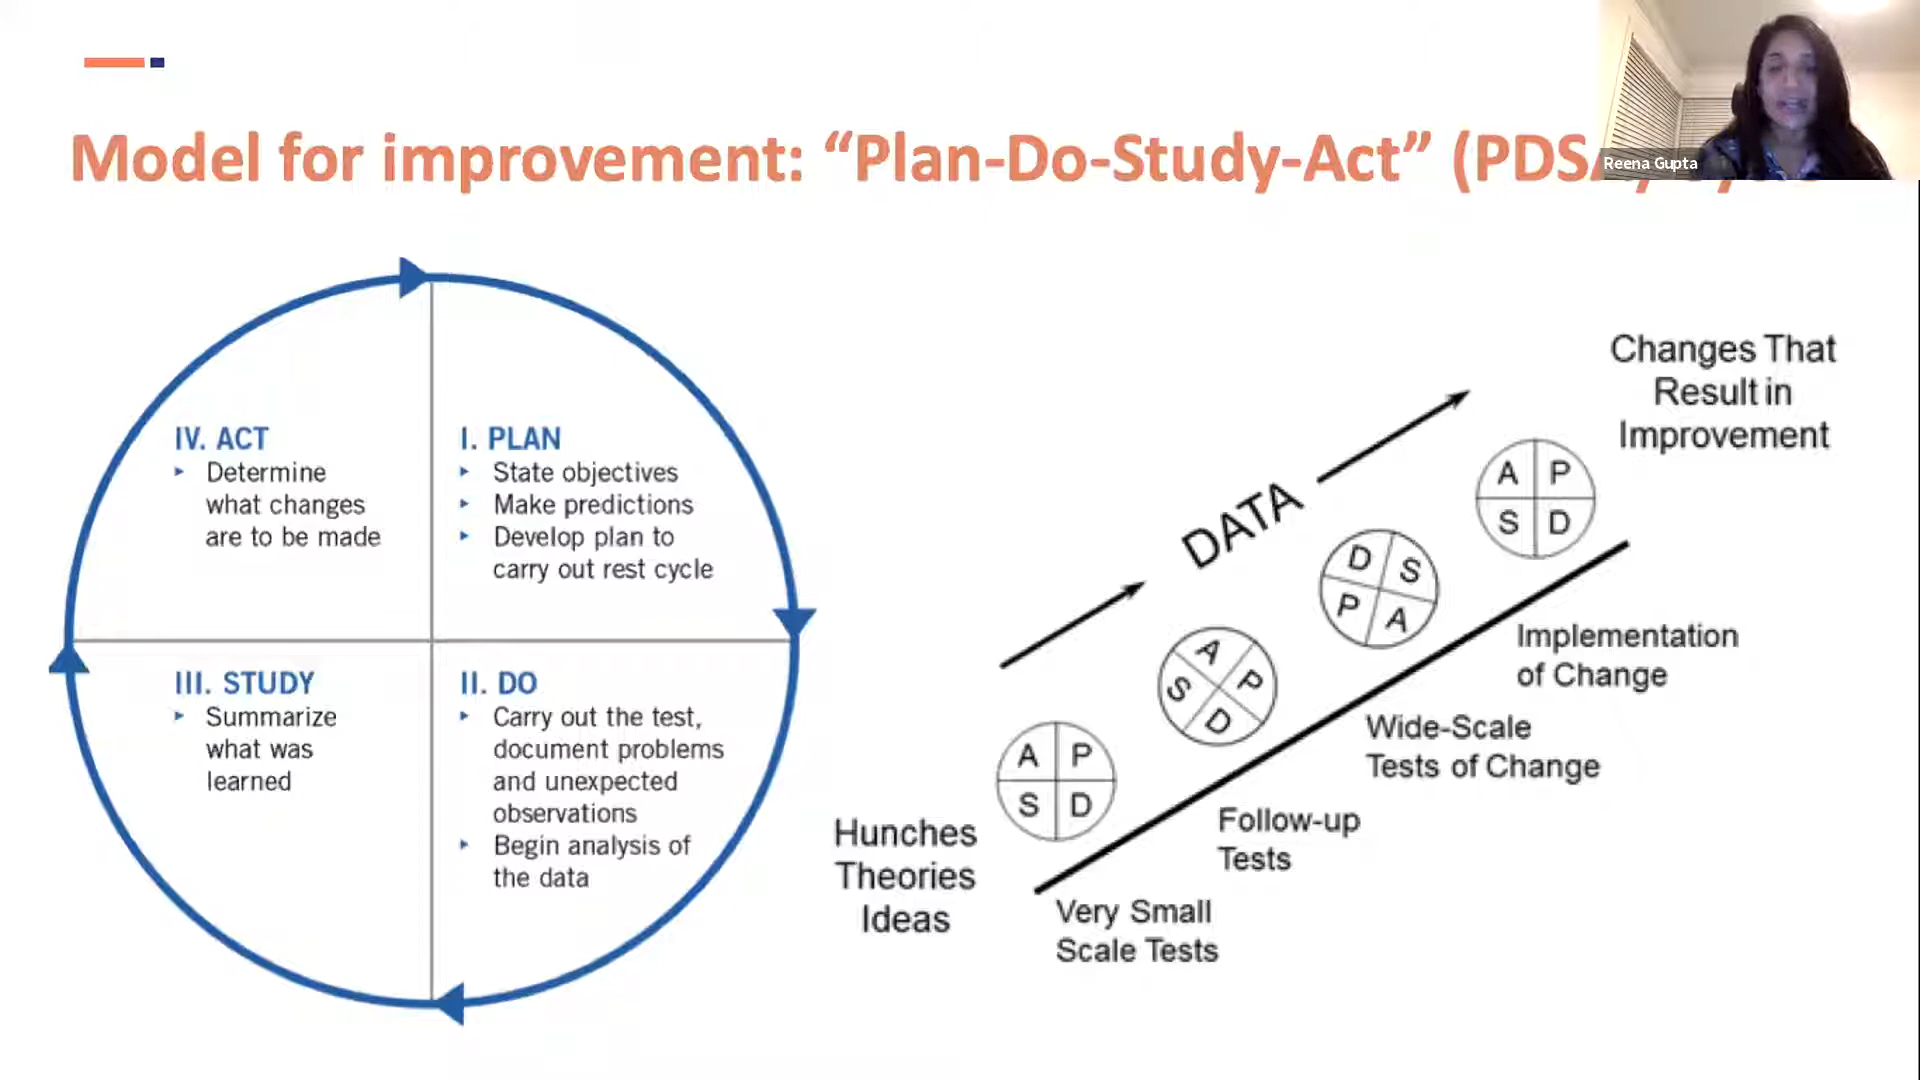 Model for improvement: “Plan-Do-Study-Act” (PDSA)
Reena Gupta
IV. ACT
Determine
what changes
are to be made
I. PLAN
State objectives
Make predictions
Develop plan to
carry out rest cycle
III. STUDY
Summarize
what was
learned
II. DO
Carry out the test,
document problems
and unexpected
observations
Begin analysis of
the data
Hunches
Theories
Ideas
A P
S D
A P
S D
D S
P A
A P
S D
DATA
Changes That
Result in
Improvement
Very Small
Scale Tests
Follow-up
Tests
Wide-Scale
Tests of Change
Implementation
of Change